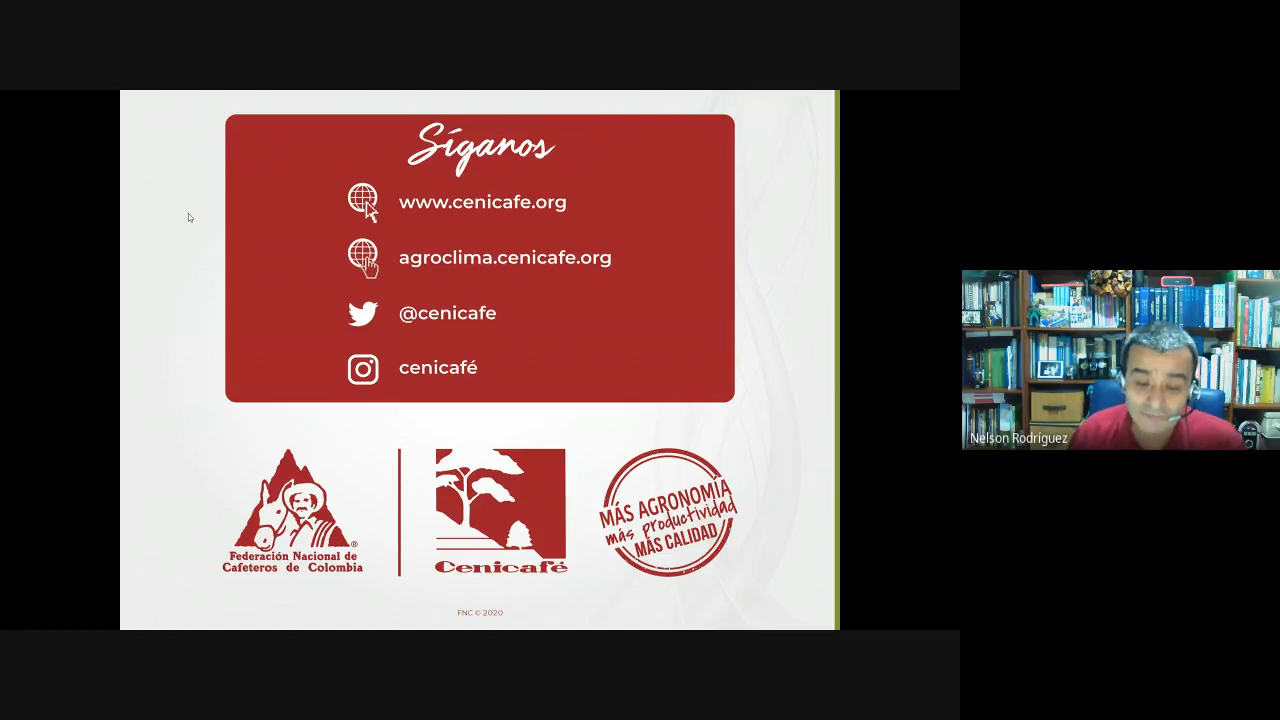 Síganos
www.cenicafe.org
agroclima.cenicafe.org
@cenicafe
cenicafé
Federación Nacional de
Cafeteros de Colombia
®
Cenicafé
MÁS AGRONOMÍA
más productividad
MÁS CALIDAD
FNC © 2020
Nelson Rodríguez